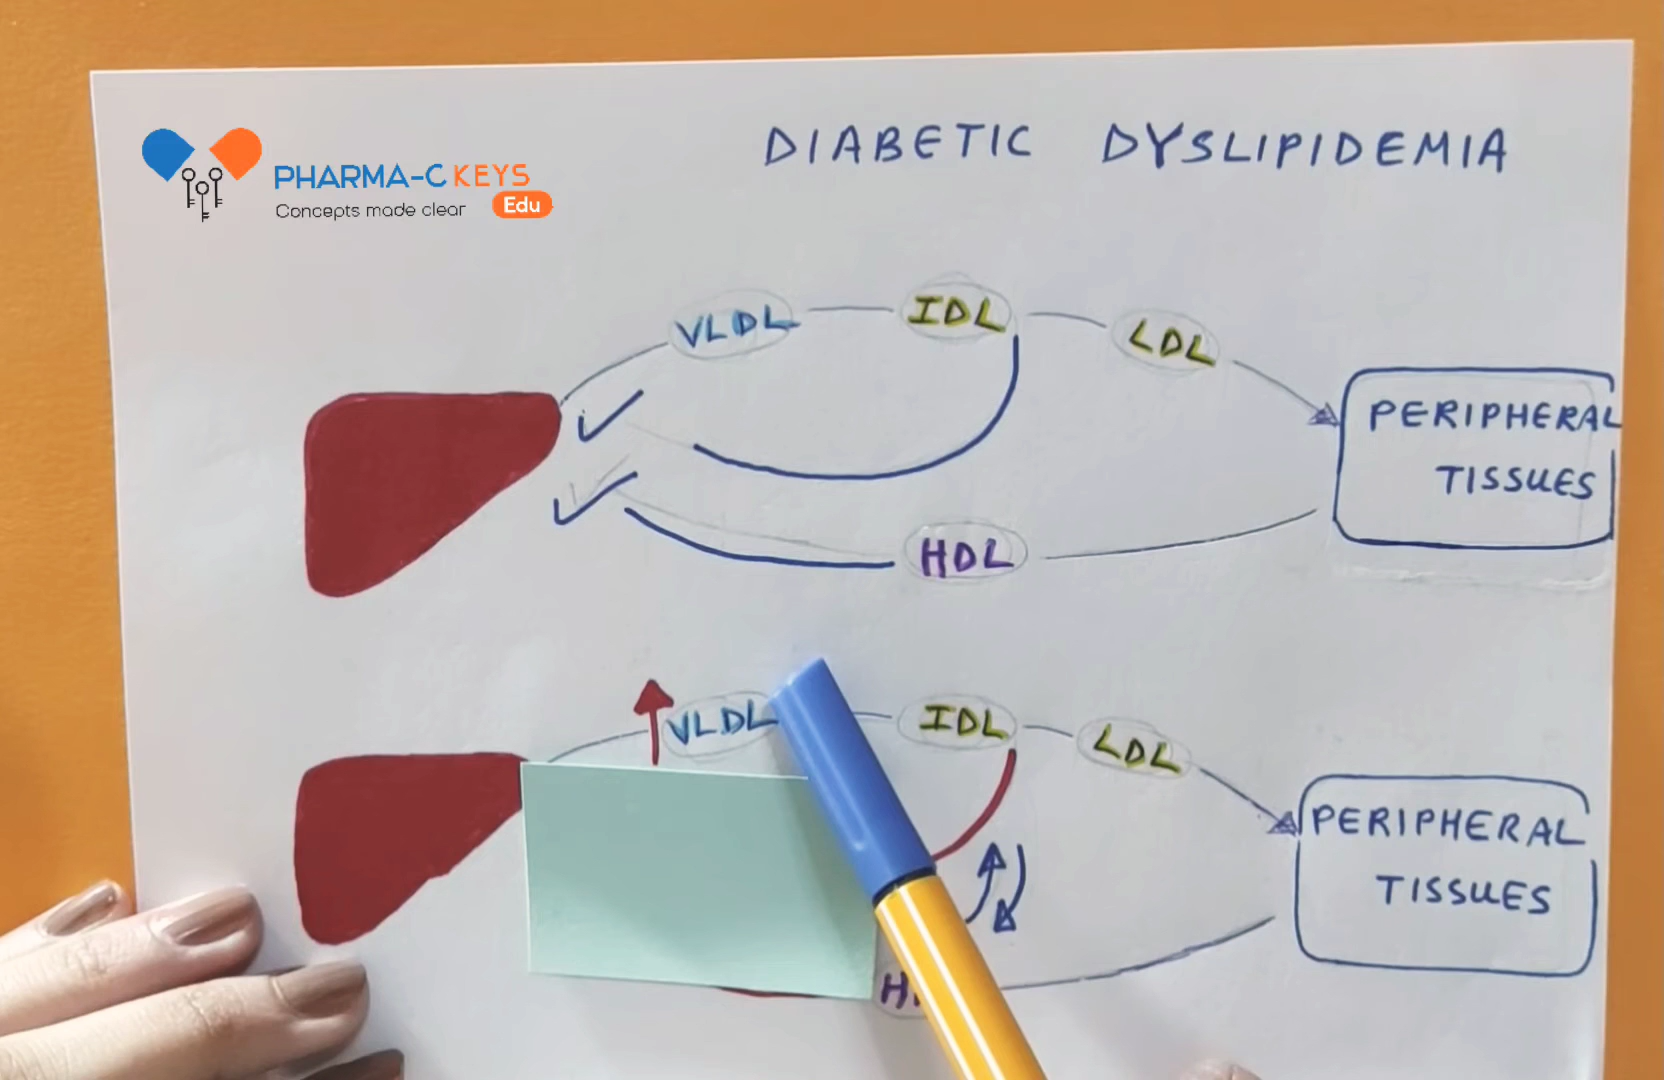 PHARMA-C KEYS
Concepts made clear Edu
DIABETIC DYSLIPIDEMIA
VLDL IDL LDL
PERIPHERAL
TISSUES
HDL
VLDL IDL LDL
PERIPHERAL
TISSUES